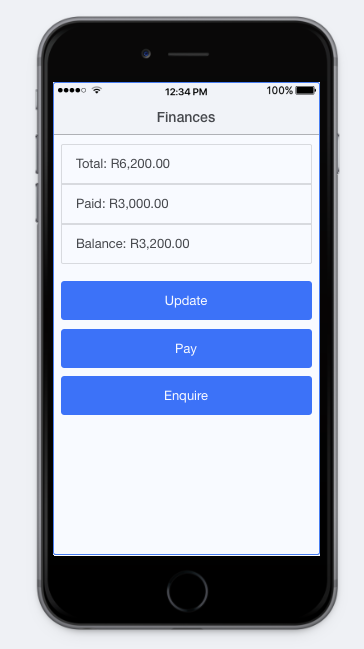 12:34 PM
100%
Finances
Total: R6,200.00
Paid: R3,000.00
Balance: R3,200.00
Update
Pay
Enquire